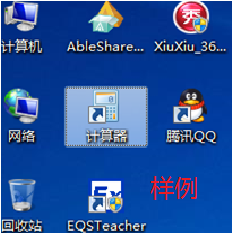 计算机
AbleShare...
XiuXiu_36...
网络
计算器
腾讯QQ
样例
回收站
EQSTeacher